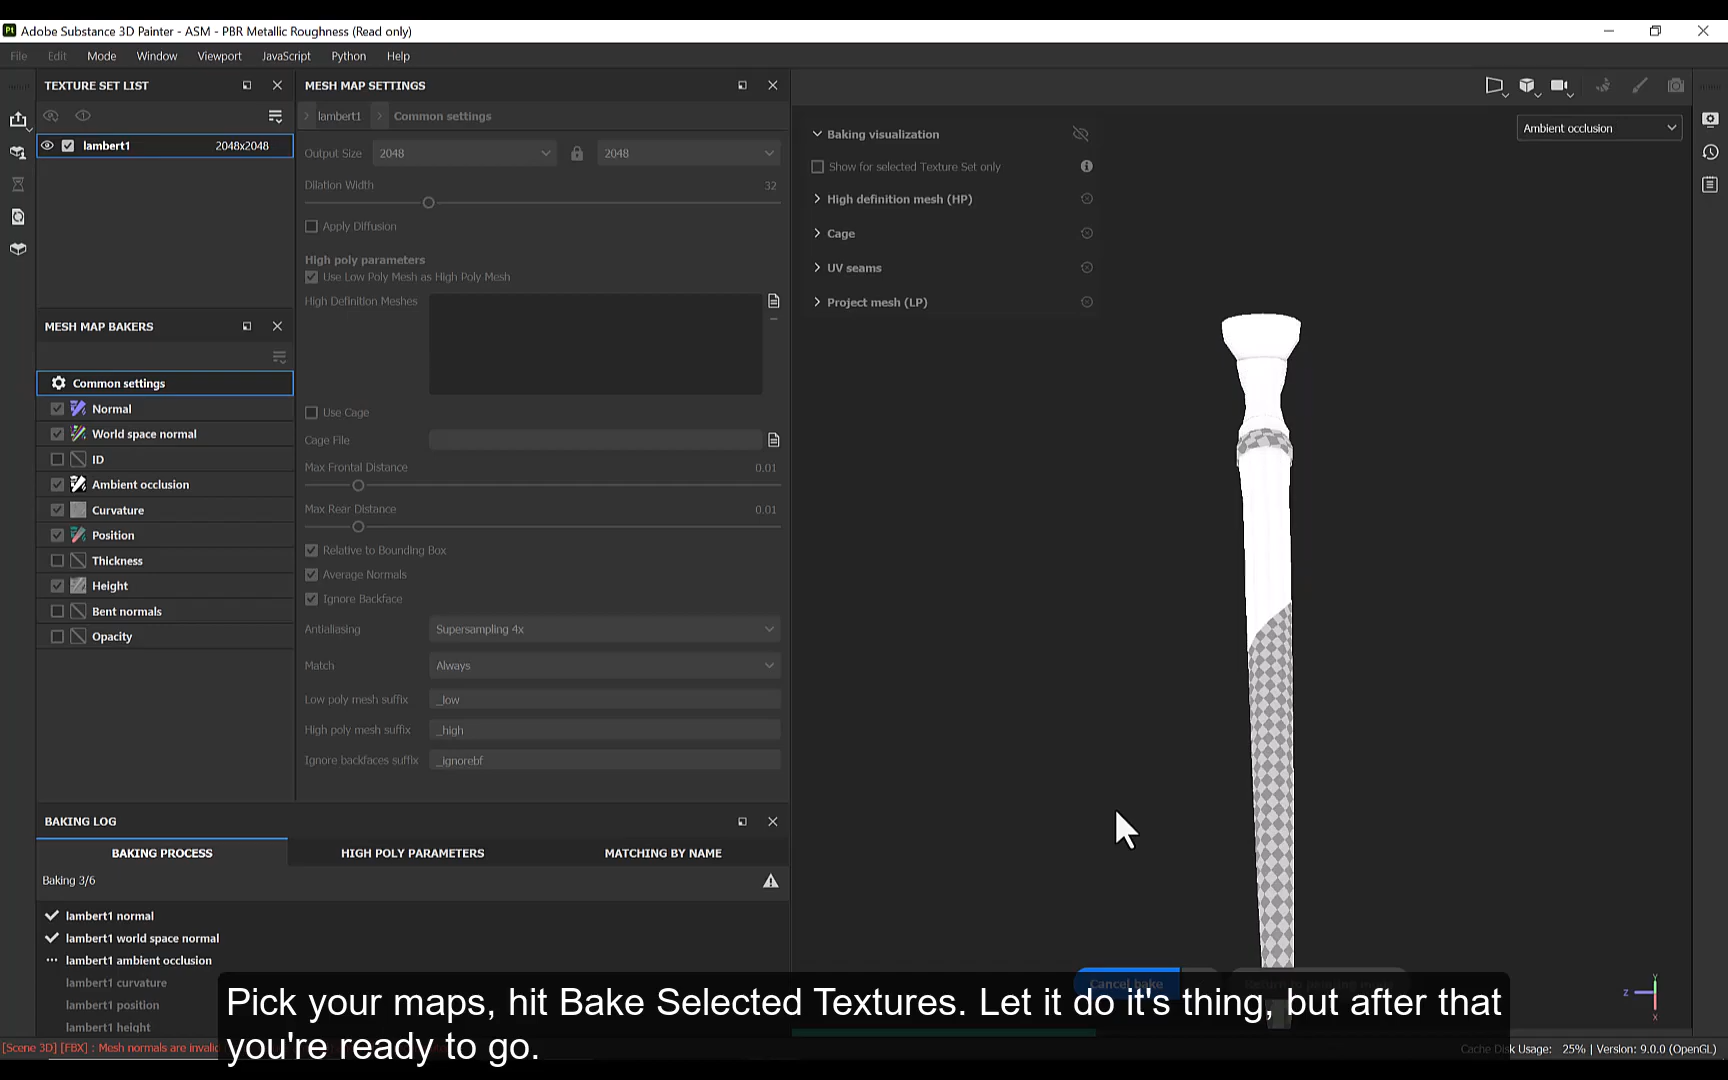 Pt Adobe Substance 3D Painter - ASM - PBR Metallic Roughness (Read only)
File Edit Mode Window Viewport JavaScript Python Help
TEXTURE SET LIST
lambert1 2048x2048
MESH MAP BAKERS
Common settings
Normal
World space normal
ID
Ambient occlusion
Curvature
Position
Thickness
Height
Bent normals
Opacity
MESH MAP SETTINGS
lambert1 Common settings
Output Size 2048 2048
Dilation Width 32
Apply Diffusion
High poly parameters
Use Low Poly Mesh as High Poly Mesh
High Definition Meshes
Use Cage
Cage File
Max Frontal Distance 0.01
Max Rear Distance 0.01
Relative to Bounding Box
Average Normals
Ignore Backface
Antialiasing Supersampling 4x
Match Always
Low poly mesh suffix _low
High poly mesh suffix _high
Ignore backfaces suffix _ignorebf
Baking visualization
Show for selected Texture Set only
High definition mesh (HP)
Cage
UV seams
Project mesh (LP)
Ambient occlusion
BAKING LOG
BAKING PROCESS HIGH POLY PARAMETERS MATCHING BY NAME
Baking 3/6
lambert1 normal
lambert1 world space normal
lambert1 ambient occlusion
lambert1 curvature
lambert1 position
lambert1 height
Cancel bake
Z Y X
Pick your maps, hit Bake Selected Textures. Let it do it's thing, but after that
you're ready to go.
[Scene 3D] [FBX] : Mesh normals are invalid
Cache Disk Usage: 25% | Version: 9.0.0 (OpenGL)